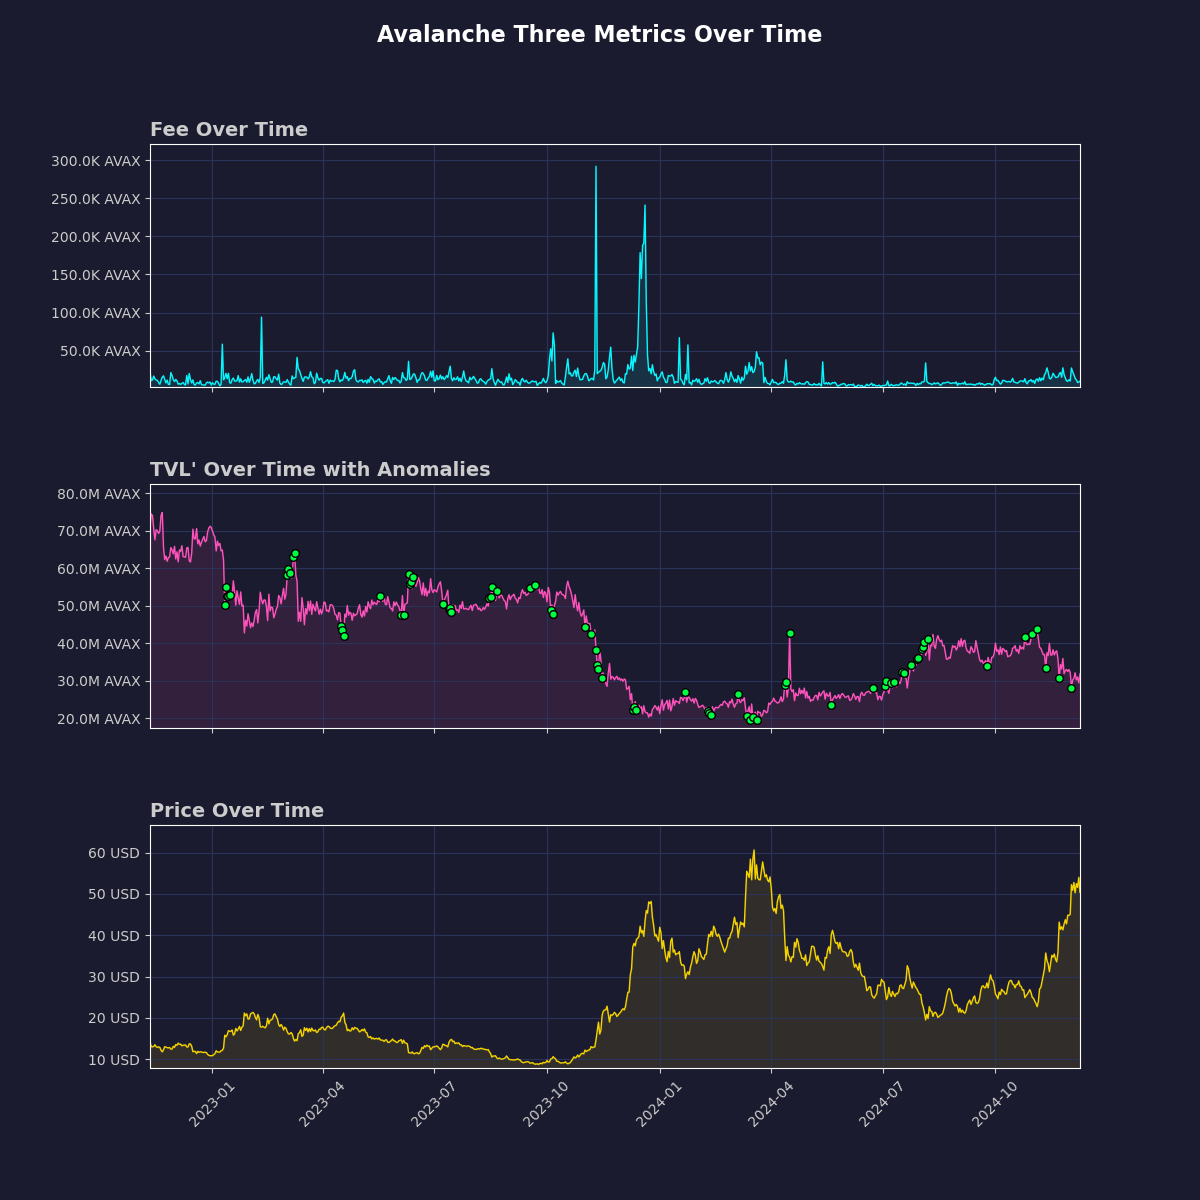 Avalanche Three Metrics Over Time
Fee Over Time
300.0K AVAX
250.0K AVAX
200.0K AVAX
150.0K AVAX
100.0K AVAX
50.0K AVAX
TVL' Over Time with Anomalies
80.0M AVAX
70.0M AVAX
60.0M AVAX
50.0M AVAX
40.0M AVAX
30.0M AVAX
20.0M AVAX
Price Over Time
60 USD
50 USD
40 USD
30 USD
20 USD
10 USD
2023-01
2023-04
2023-07
2023-10
2024-01
2024-04
2024-07
2024-10